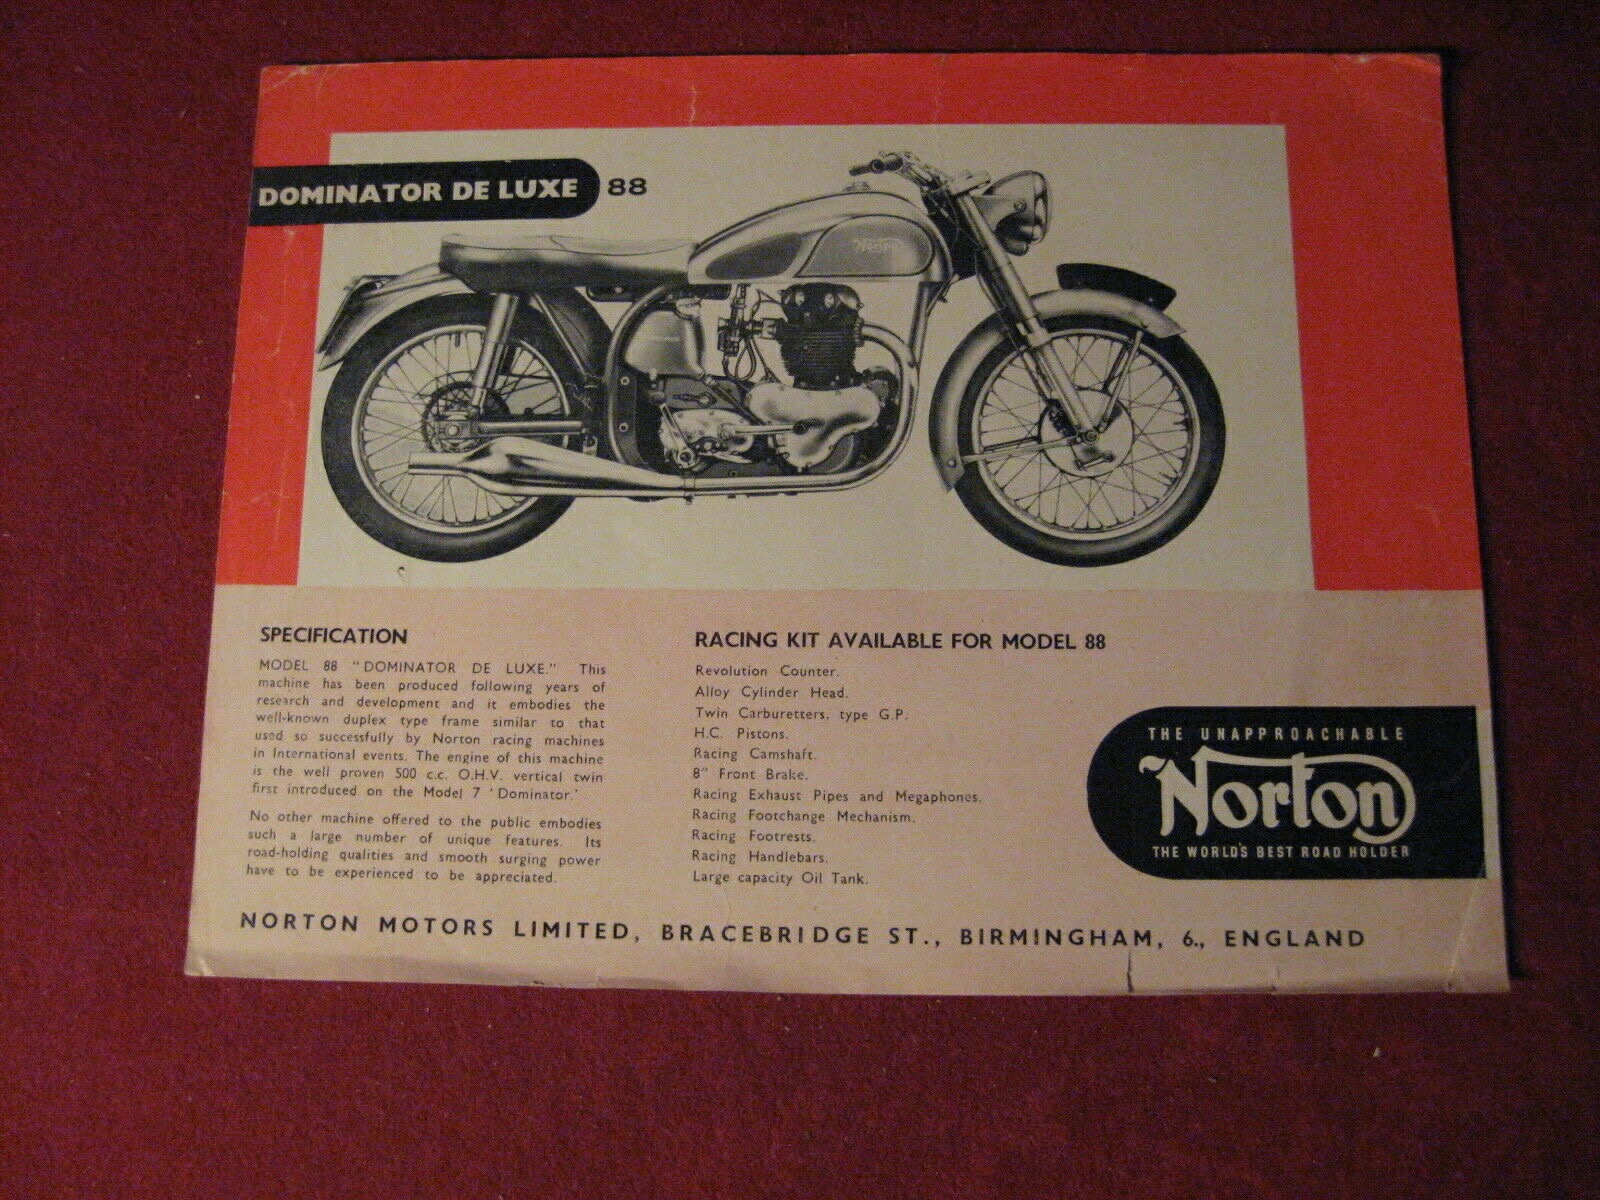 DOMINATOR DE LUXE 88
Norton
SPECIFICATION
MODEL 88 "DOMINATOR DE LUXE." This
machine has been produced following years of
research and development and it embodies the
well-known duplex type frame similar to that
used so successfully by Norton racing machines
in International events. The engine of this machine
is the well proven 500 c.c. O.H.V. vertical twin
first introduced on the Model 7 'Dominator.'
No other machine offered to the public embodies
such a large number of unique features. Its
road-holding qualities and smooth surging power
have to be experienced to be appreciated.
RACING KIT AVAILABLE FOR MODEL 88
Revolution Counter.
Alloy Cylinder Head.
Twin Carburetters, type G.P.
H.C. Pistons.
Racing Camshaft.
8" Front Brake.
Racing Exhaust Pipes and Megaphones.
Racing Footchange Mechanism.
Racing Footrests.
Racing Handlebars.
Large capacity Oil Tank.
THE UNAPPROACHABLE
Norton
THE WORLD'S BEST ROAD HOLDER
NORTON MOTORS LIMITED, BRACEBRIDGE ST., BIRMINGHAM, 6., ENGLAND